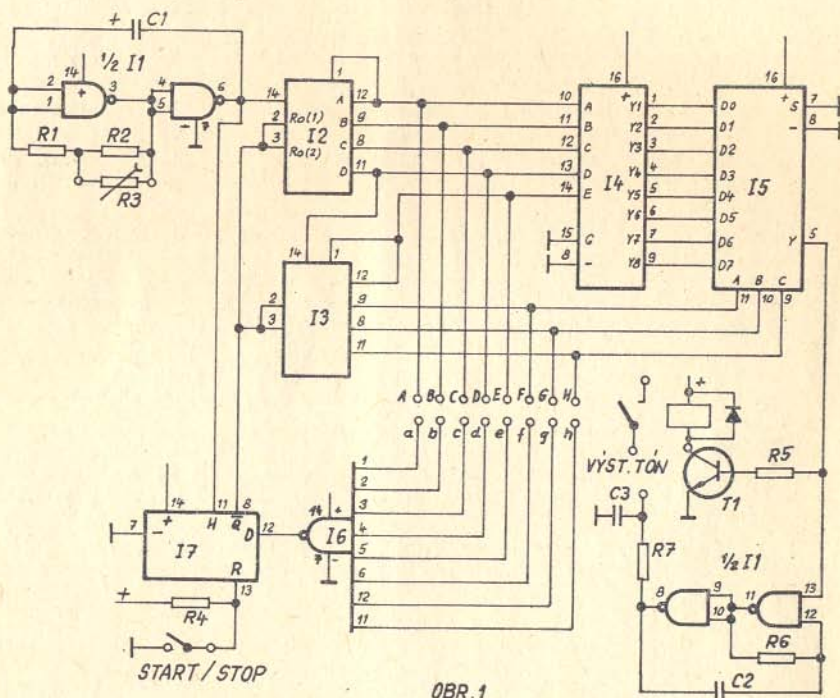 + C1
½ I1
14 +
2
1
3
4
5
6
- 7
R1 R2
R3
14
1
Ro(1)
2
3
Ro(2)
I2
A 12
B 9
C 8
D 11
14 1
2
3
I3
12
9
8
11
16
+
10 A
11 B
12 C
13 D
14 E
15 G
8 -
I4
Y1 1
Y2 2
Y3 3
Y4 4
Y5 5
Y6 6
Y7 7
Y8 9
16
+
D0
D1
D2
D3
D4
D5
D6
D7
I5
S 7
- 8
Y 5
A B C
11 10 9
A B C D E F G H
a b c d e f g h
VÝST. TÓN
+
R5
T1
C3
R7
½ I1
8
9
10
11
13
12
R6
C2
14 11 8
+ H Q̅
7 -
D 12
I7
R
13
+
R4
START/STOP
14 +
I6
7 -
1
2
3
4
5
6
12
11
OBR.1